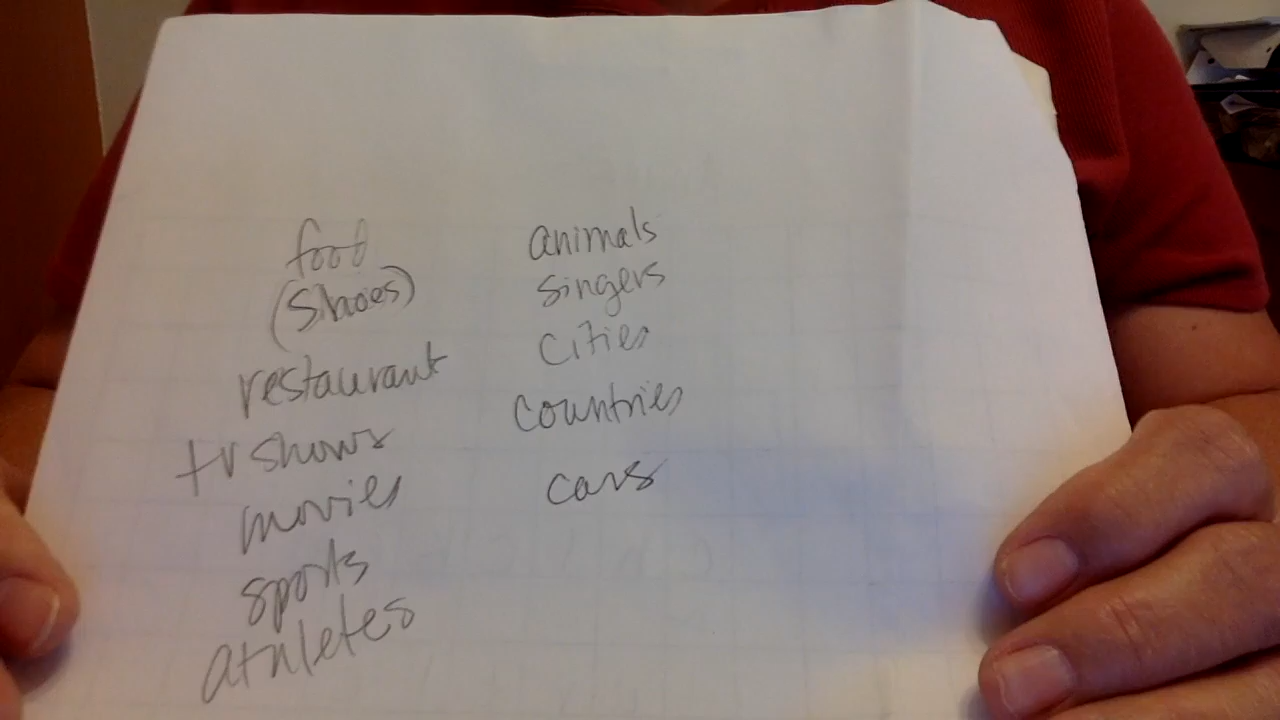 food
(shoes)
restaurant
tv shows
movies
sports
athletes
animals
singers
cities
countries
cars